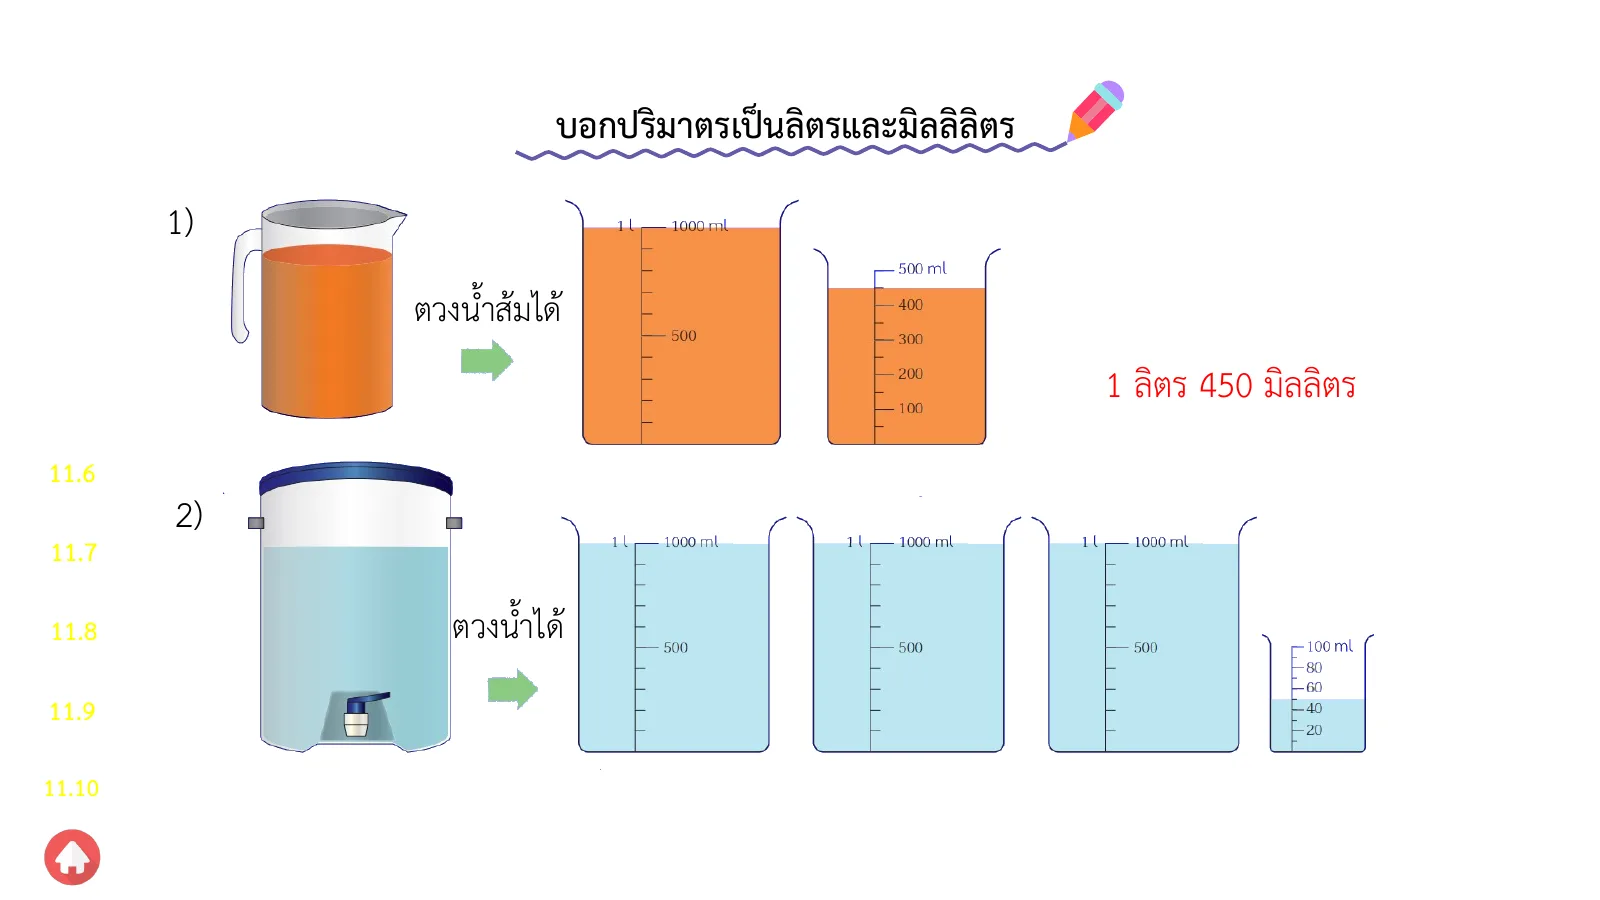 บอกปริมาตรเป็นลิตรและมิลลิลิตร
1)
ตวงน้ำส้มได้
1 l 1000 ml
500
500 ml
400
300
200
100
1 ลิตร 450 มิลลิตร
11.6
11.7
11.8
11.9
11.10
2)
ตวงน้ำได้
1 l 1000 ml
500
1 l 1000 ml
500
1 l 1000 ml
500
100 ml
80
60
40
20